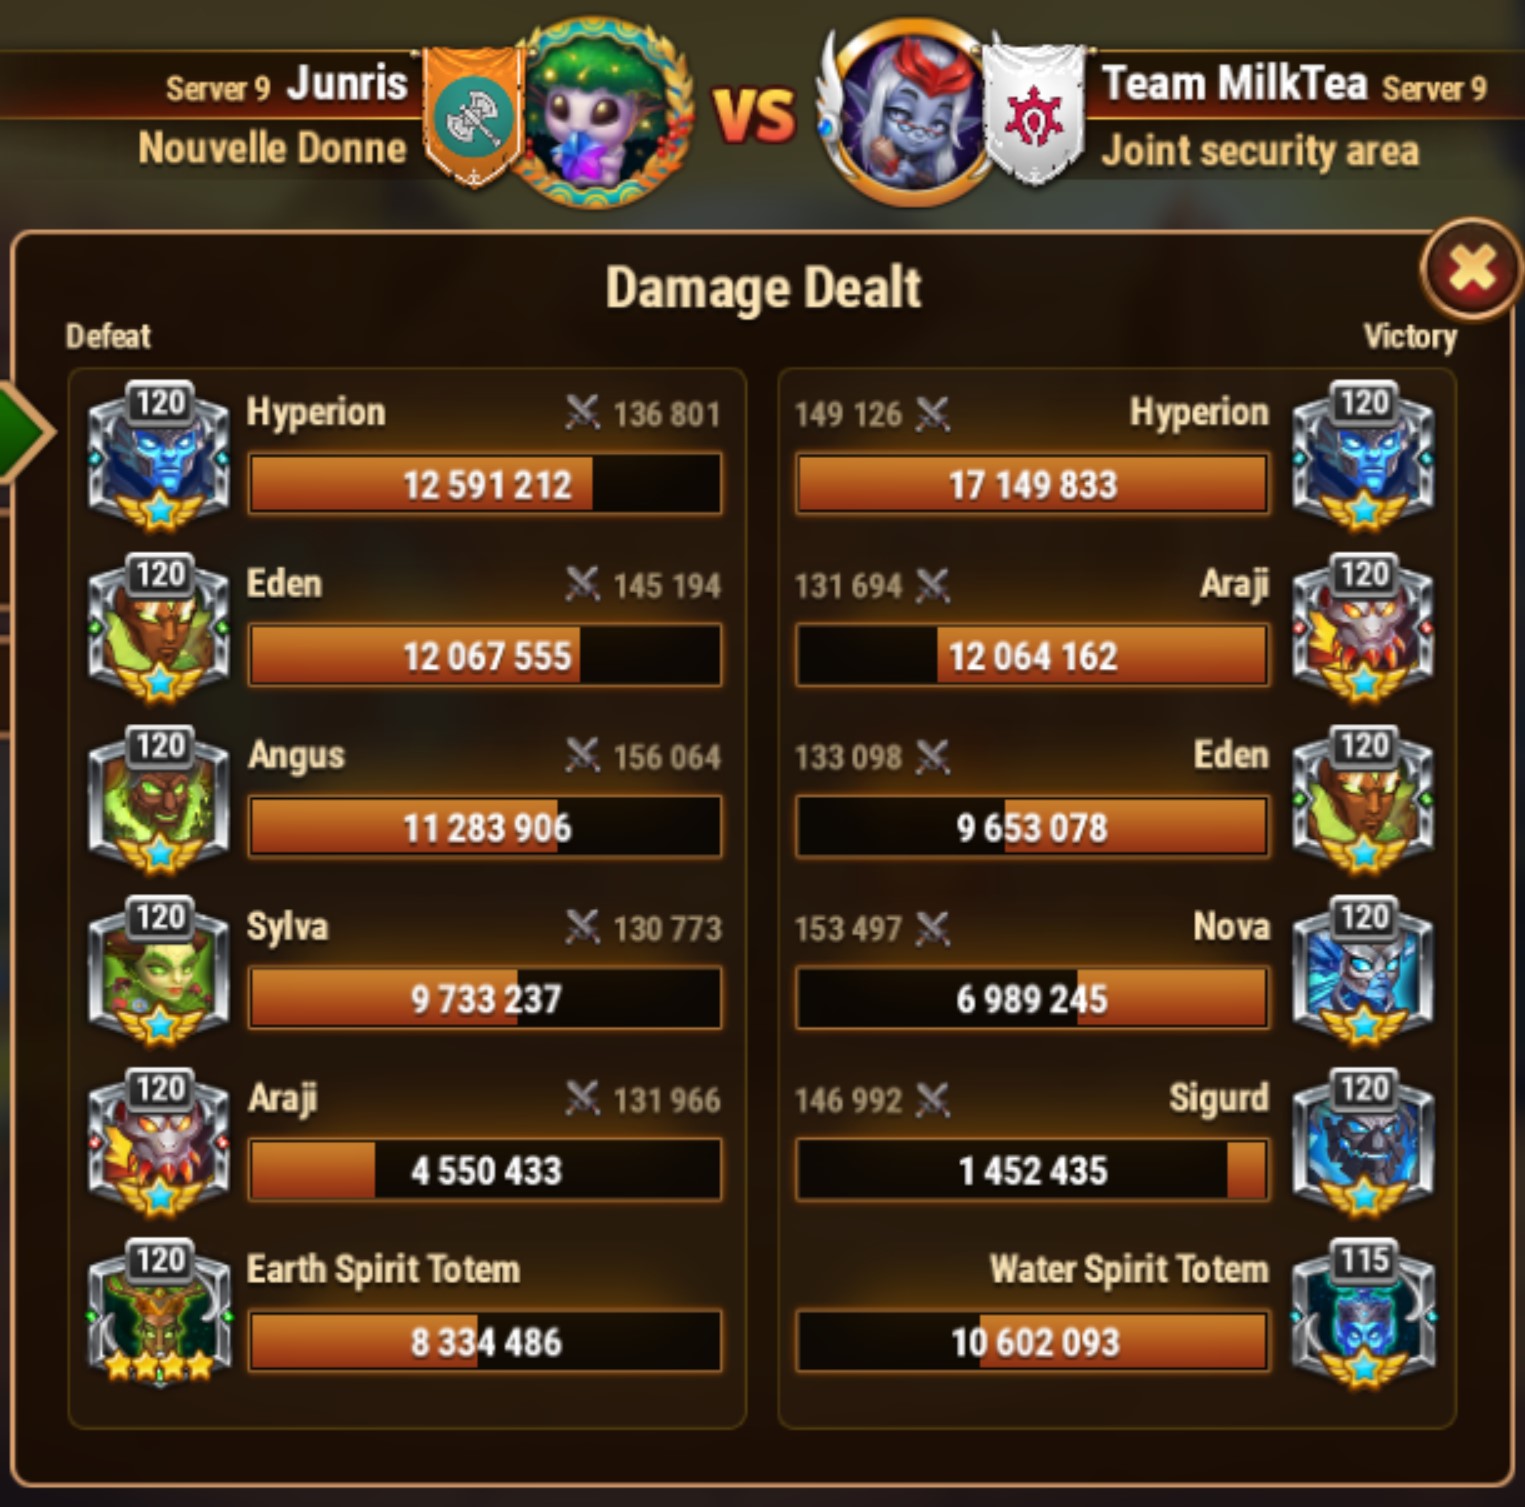 Server 9 Junris
Nouvelle Donne
VS
Team MilkTea Server 9
Joint security area
Damage Dealt
Defeat
Victory
120 Hyperion 136 801
12 591 212
149 126 Hyperion 120
17 149 833
120 Eden 145 194
12 067 555
131 694 Araji 120
12 064 162
120 Angus 156 064
11 283 906
133 098 Eden 120
9 653 078
120 Sylva 130 773
9 733 237
153 497 Nova 120
6 989 245
120 Araji 131 966
4 550 433
146 992 Sigurd 120
1 452 435
120 Earth Spirit Totem
8 334 486
Water Spirit Totem 115
10 602 093